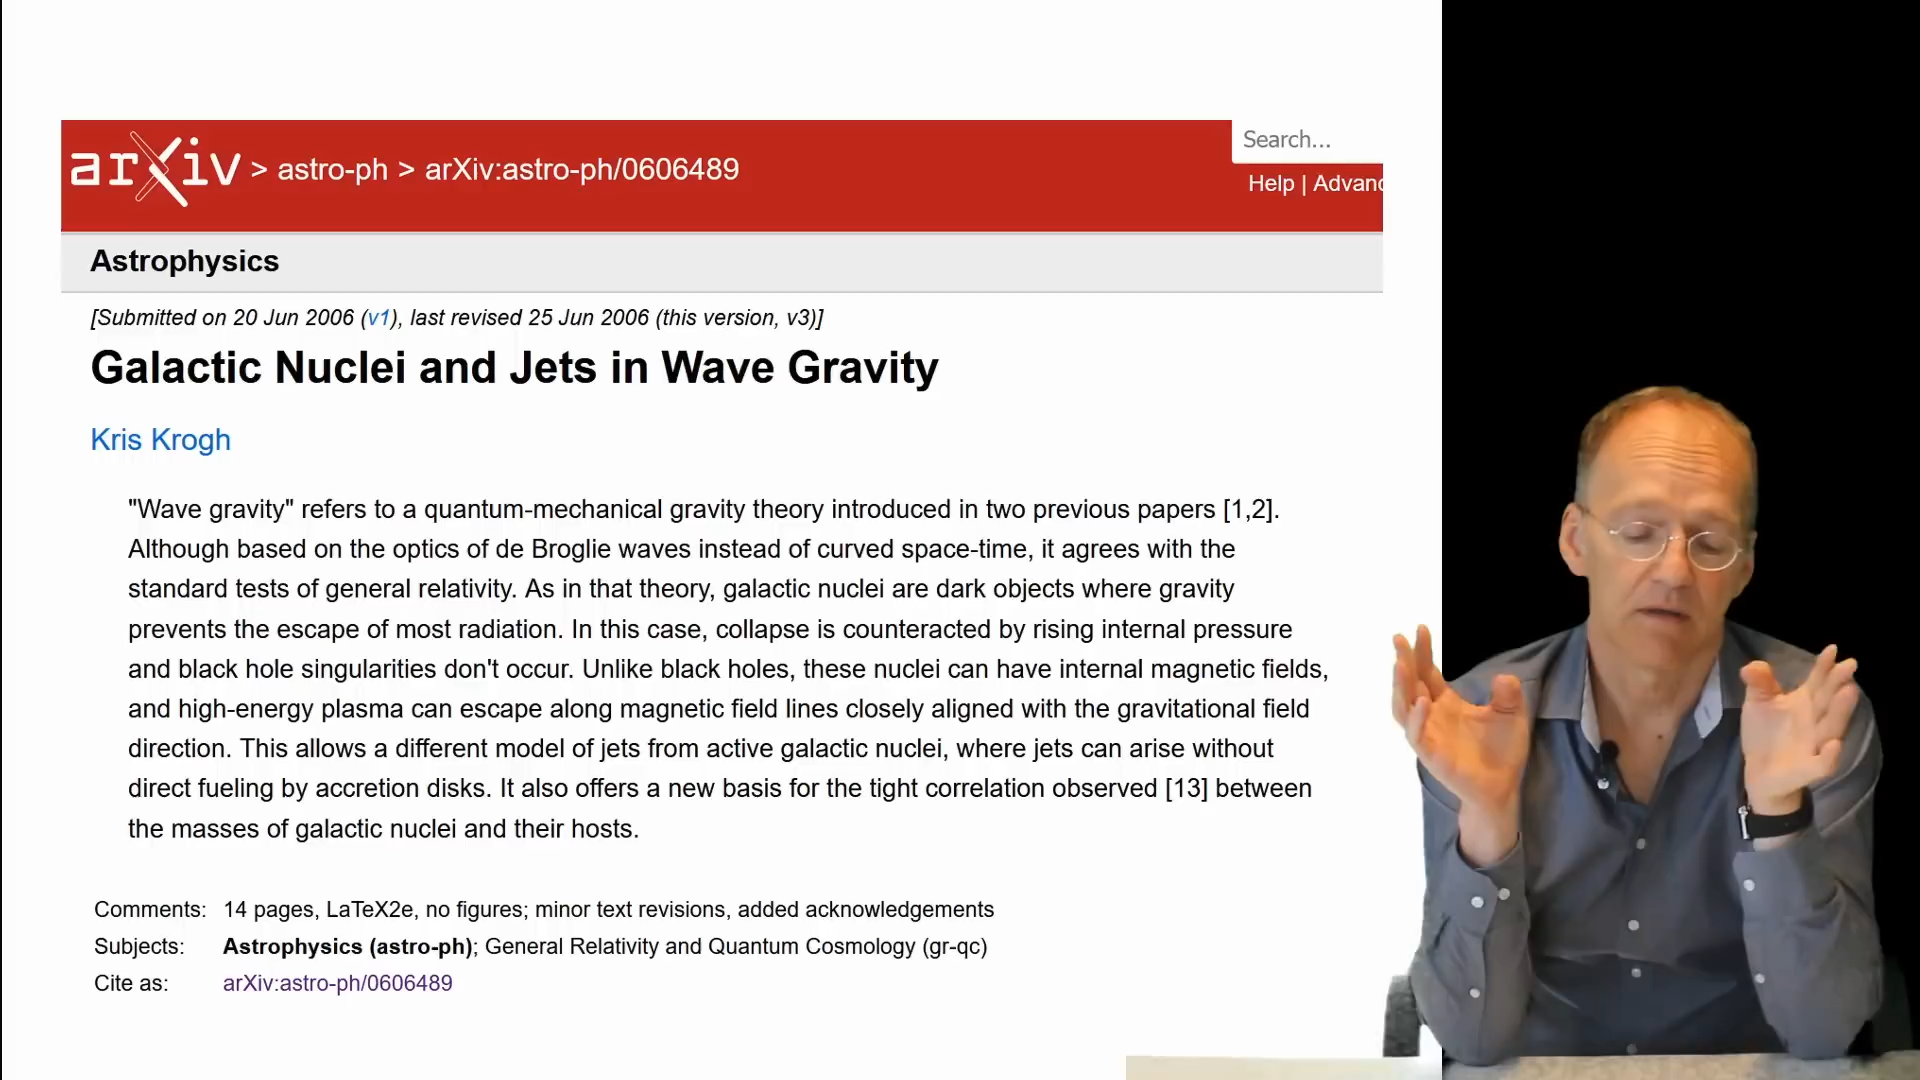 arXiv > astro-ph > arXiv:astro-ph/0606489
Search...
Help | Advanc
Astrophysics
[Submitted on 20 Jun 2006 (v1), last revised 25 Jun 2006 (this version, v3)]
Galactic Nuclei and Jets in Wave Gravity
Kris Krogh
"Wave gravity" refers to a quantum-mechanical gravity theory introduced in two previous papers [1,2].
Although based on the optics of de Broglie waves instead of curved space-time, it agrees with the
standard tests of general relativity. As in that theory, galactic nuclei are dark objects where gravity
prevents the escape of most radiation. In this case, collapse is counteracted by rising internal pressure
and black hole singularities don't occur. Unlike black holes, these nuclei can have internal magnetic fields,
and high-energy plasma can escape along magnetic field lines closely aligned with the gravitational field
direction. This allows a different model of jets from active galactic nuclei, where jets can arise without
direct fueling by accretion disks. It also offers a new basis for the tight correlation observed [13] between
the masses of galactic nuclei and their hosts.
Comments: 14 pages, LaTeX2e, no figures; minor text revisions, added acknowledgements
Subjects: Astrophysics (astro-ph); General Relativity and Quantum Cosmology (gr-qc)
Cite as: arXiv:astro-ph/0606489